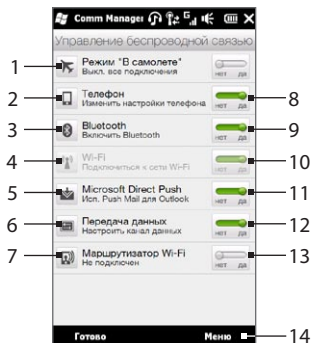 Comm Manager
Управление беспроводной связью
1 Режим "В самолете" нет да
Выкл. все подключения
2 Телефон нет да 8
Изменить настройки телефона
3 Bluetooth нет да 9
Включить Bluetooth
4 Wi-Fi нет да 10
Подключиться к сети Wi-Fi
5 Microsoft Direct Push нет да 11
Исп. Push Mail для Outlook
6 Передача данных нет да 12
Настроить канал данных
7 Маршрутизатор Wi-Fi нет да 13
Не подключен
Готово Меню 14